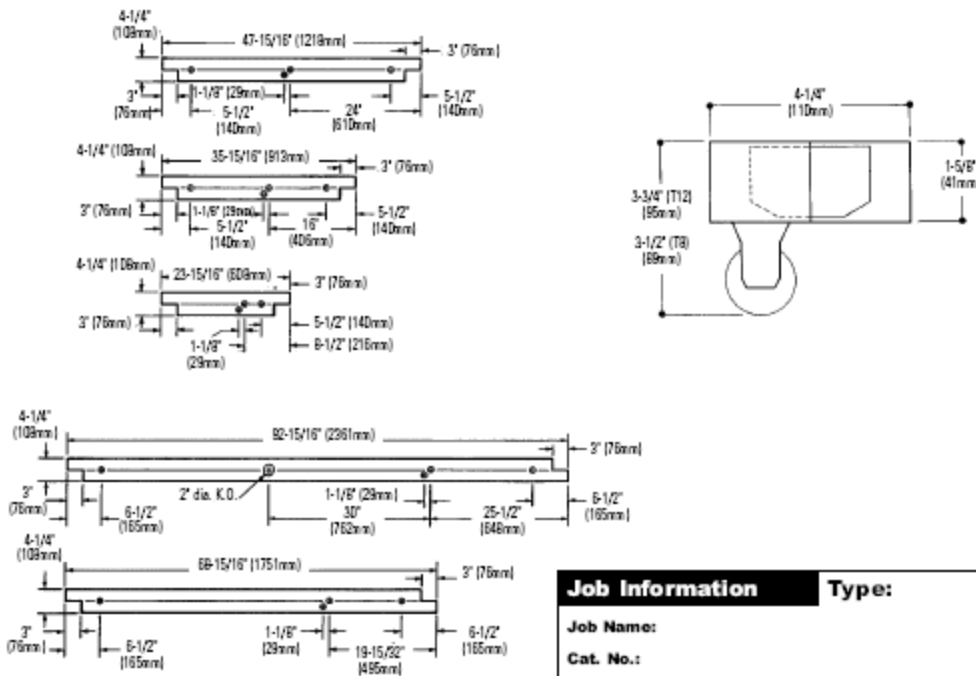 4-1/4"
(108mm)
47-15/16" (1218mm)
3" (76mm)
3"
(76mm)
1-1/8" (29mm)
5-1/2"
(140mm)
24"
(610mm)
5-1/2"
(140mm)
4-1/4" (108mm)
35-15/16" (913mm)
3" (76mm)
3" (76mm)
1-1/8" (29mm)
5-1/2"
(140mm)
16"
(406mm)
5-1/2"
(140mm)
4-1/4" (108mm)
23-15/16" (608mm)
3" (76mm)
3" (76mm)
1-1/8"
(29mm)
5-1/2" (140mm)
8-1/2" (216mm)
4-1/4"
(110mm)
3-3/4" (T12)
(95mm)
3-1/2" (T8)
(89mm)
1-5/8"
(41mm)
4-1/4"
(108mm)
92-15/16" (2361mm)
3" (76mm)
3"
(76mm)
6-1/2"
(165mm)
2" dia. K.O.
1-1/8" (29mm)
30"
(762mm)
25-1/2"
(648mm)
6-1/2"
(165mm)
4-1/4"
(108mm)
68-15/16" (1751mm)
3" (76mm)
3"
(76mm)
6-1/2"
(165mm)
1-1/8"
(29mm)
19-15/32"
(495mm)
6-1/2"
(165mm)
Job Information
Type:
Job Name:
Cat. No.: